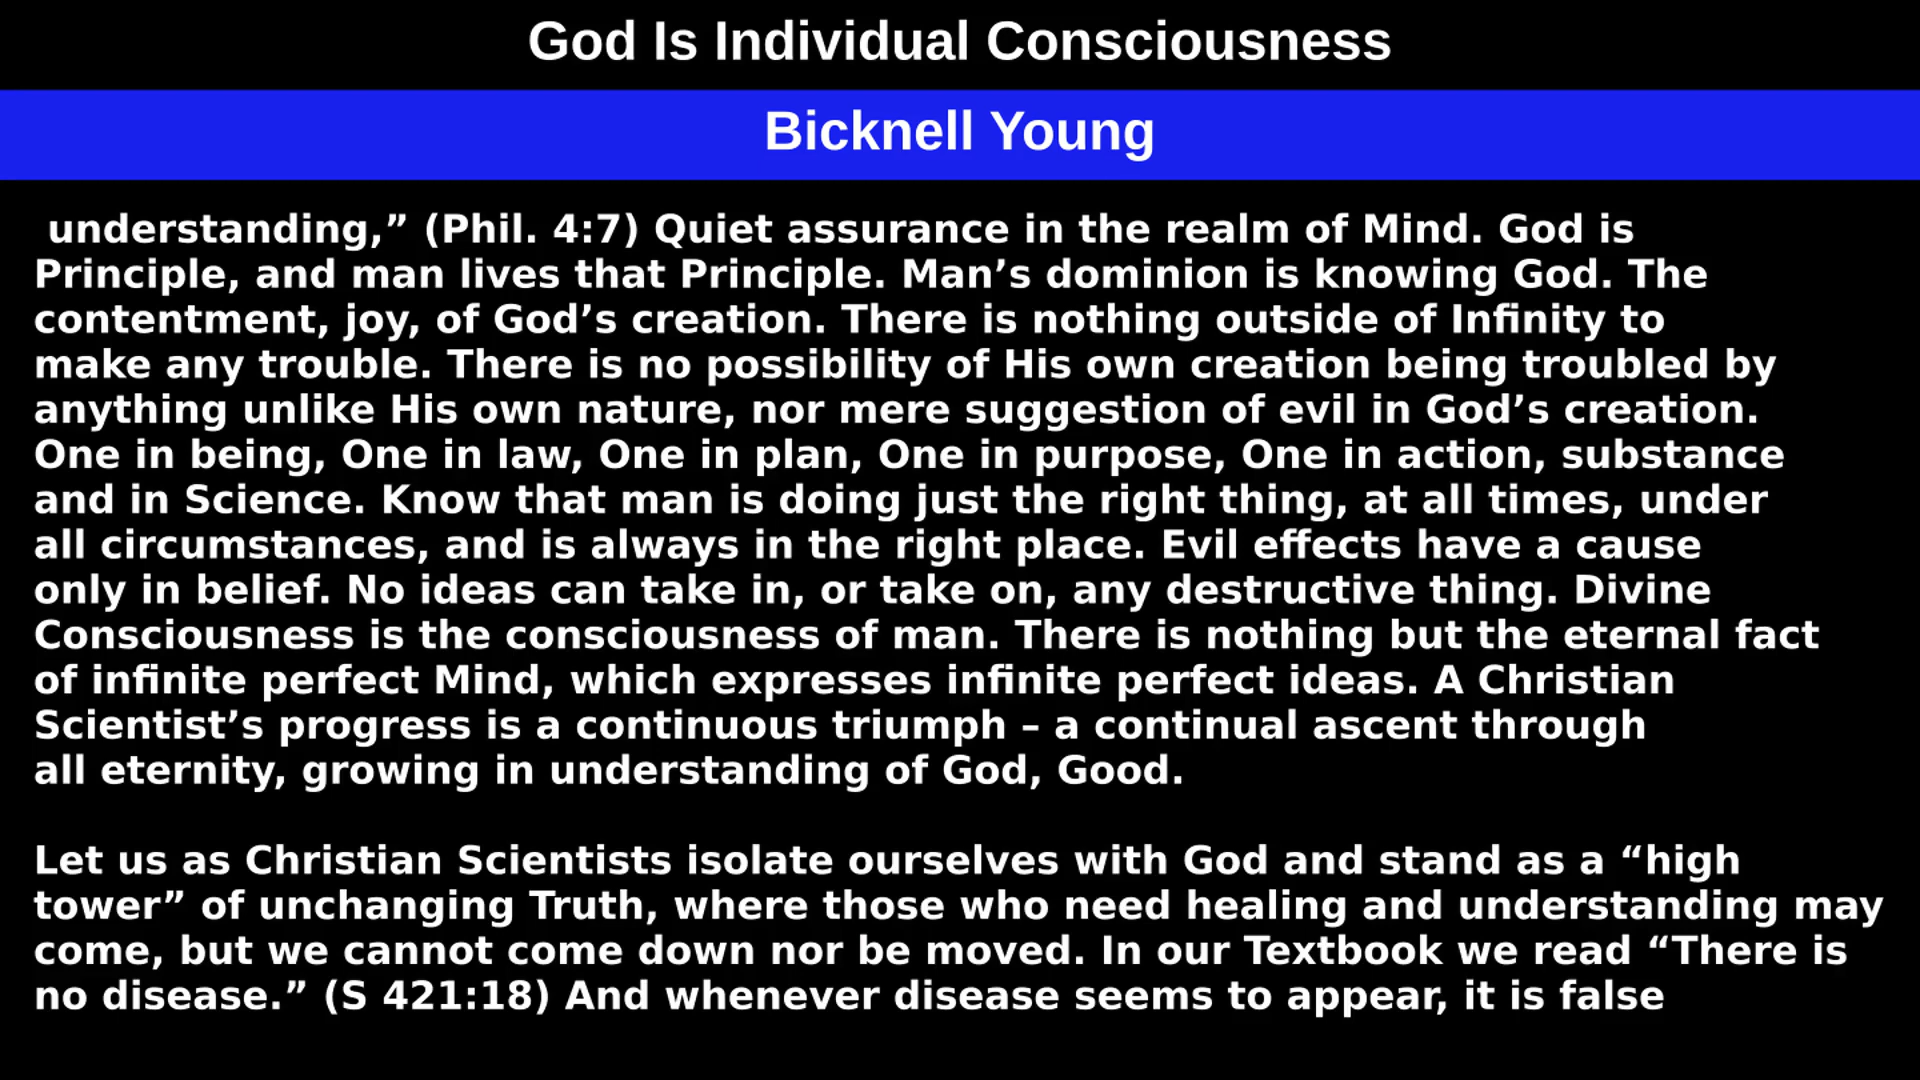 God Is Individual Consciousness
Bicknell Young
understanding,” (Phil. 4:7) Quiet assurance in the realm of Mind. God is
Principle, and man lives that Principle. Man’s dominion is knowing God. The
contentment, joy, of God’s creation. There is nothing outside of Infinity to
make any trouble. There is no possibility of His own creation being troubled by
anything unlike His own nature, nor mere suggestion of evil in God’s creation.
One in being, One in law, One in plan, One in purpose, One in action, substance
and in Science. Know that man is doing just the right thing, at all times, under
all circumstances, and is always in the right place. Evil effects have a cause
only in belief. No ideas can take in, or take on, any destructive thing. Divine
Consciousness is the consciousness of man. There is nothing but the eternal fact
of infinite perfect Mind, which expresses infinite perfect ideas. A Christian
Scientist’s progress is a continuous triumph – a continual ascent through
all eternity, growing in understanding of God, Good.
Let us as Christian Scientists isolate ourselves with God and stand as a “high
tower” of unchanging Truth, where those who need healing and understanding may
come, but we cannot come down nor be moved. In our Textbook we read “There is
no disease.” (S 421:18) And whenever disease seems to appear, it is false